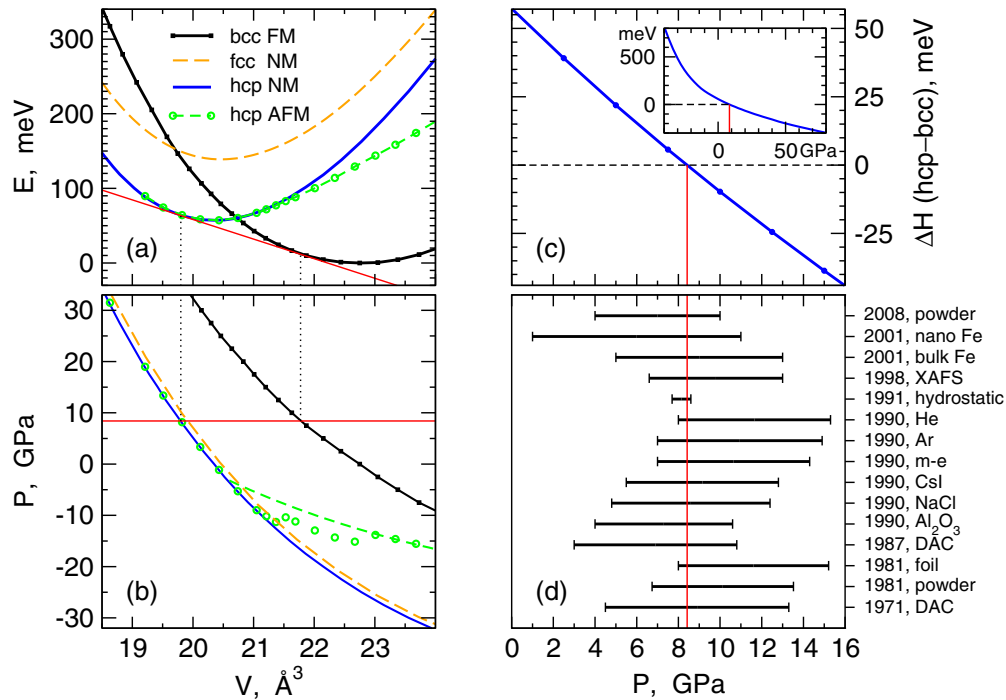 300
200
100
0
E, meV
bcc FM
fcc NM
hcp NM
hcp AFM
(a)
30
20
10
0
-10
-20
-30
P, GPa
(b)
19 20 21 22 23
V, Å³
meV
500
0
0 50 GPa
50
25
0
-25
ΔH (hcp–bcc), meV
(c)
2008, powder
2001, nano Fe
2001, bulk Fe
1998, XAFS
1991, hydrostatic
1990, He
1990, Ar
1990, m-e
1990, CsI
1990, NaCl
1990, Al₂O₃
1987, DAC
1981, foil
1981, powder
1971, DAC
(d)
0 2 4 6 8 10 12 14 16
P, GPa